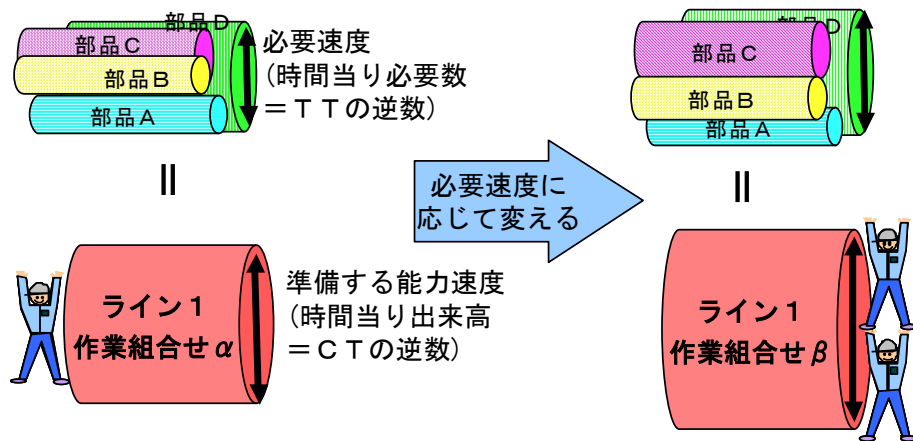 部品D
部品C
部品B
部品A
必要速度
(時間当り必要数
=TTの逆数)
||
ライン1
作業組合せα
準備する能力速度
(時間当り出来高
=CTの逆数)
必要速度に
応じて変える
部品D
部品C
部品B
部品A
||
ライン1
作業組合せβ